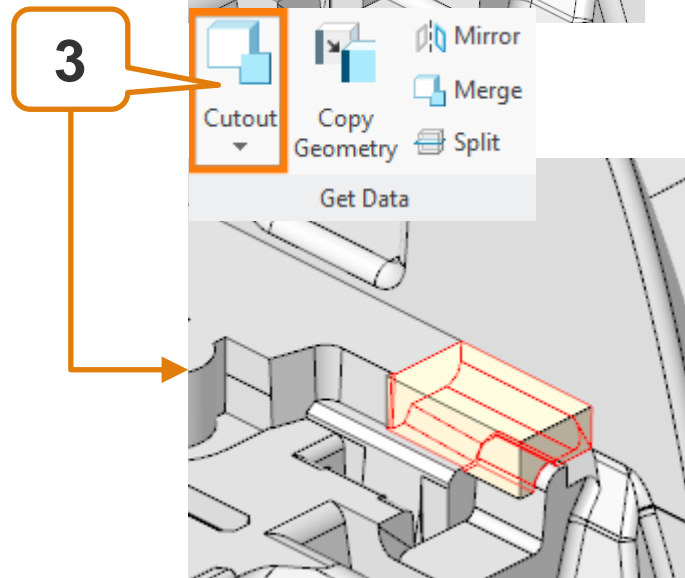 3
Mirror
Merge
Cutout
Copy
Geometry
Split
Get Data